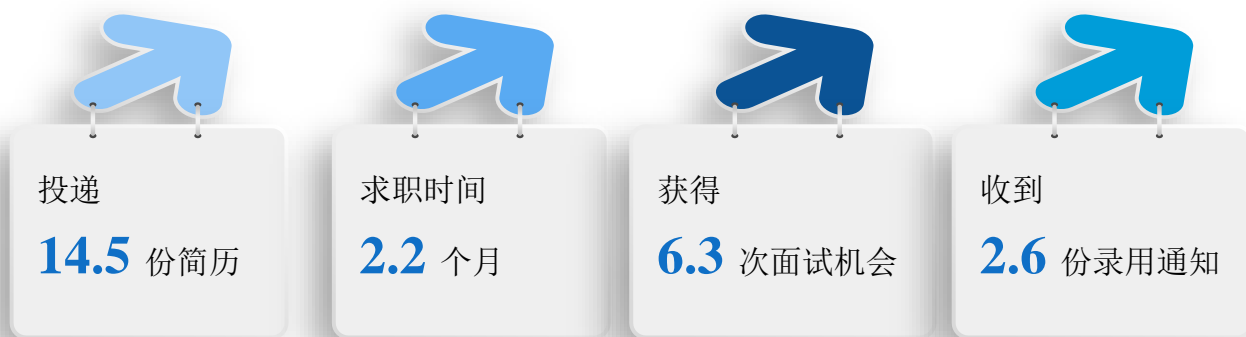 投递
14.5 份简历
求职时间
2.2 个月
获得
6.3 次面试机会
收到
2.6 份录用通知